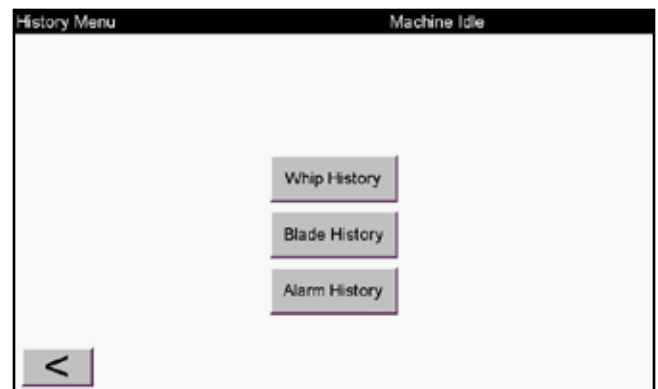 History Menu Machine Idle
Whip History
Blade History
Alarm History
<